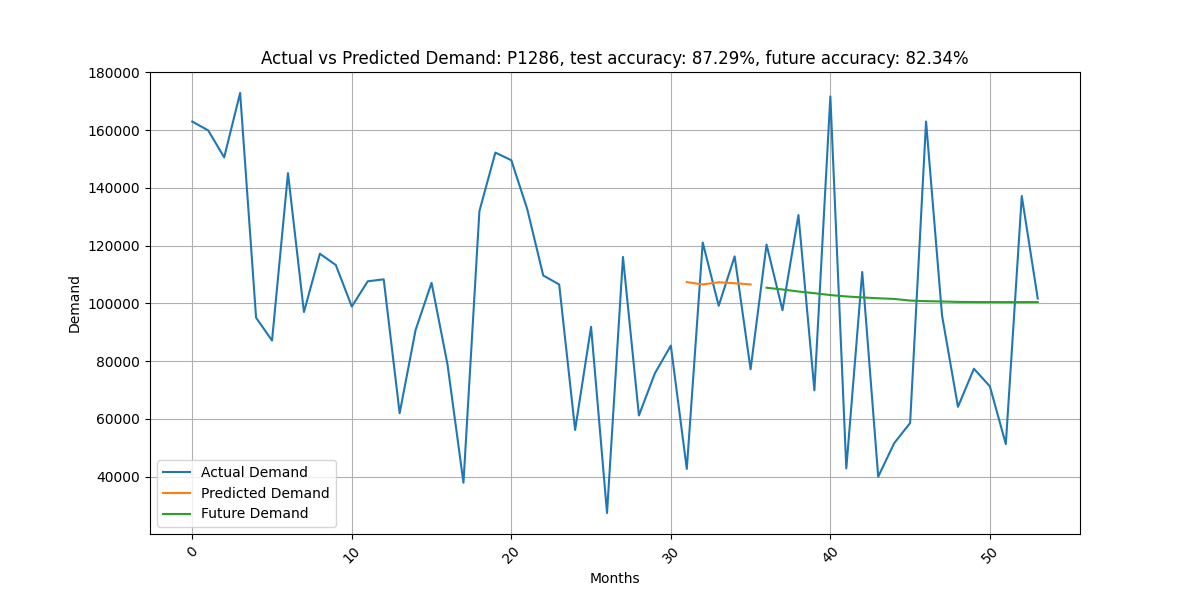 Actual vs Predicted Demand: P1286, test accuracy: 87.29%, future accuracy: 82.34%
180000
160000
140000
120000
100000
80000
60000
40000
Demand
Actual Demand
Predicted Demand
Future Demand
0 10 20 30 40 50
Months